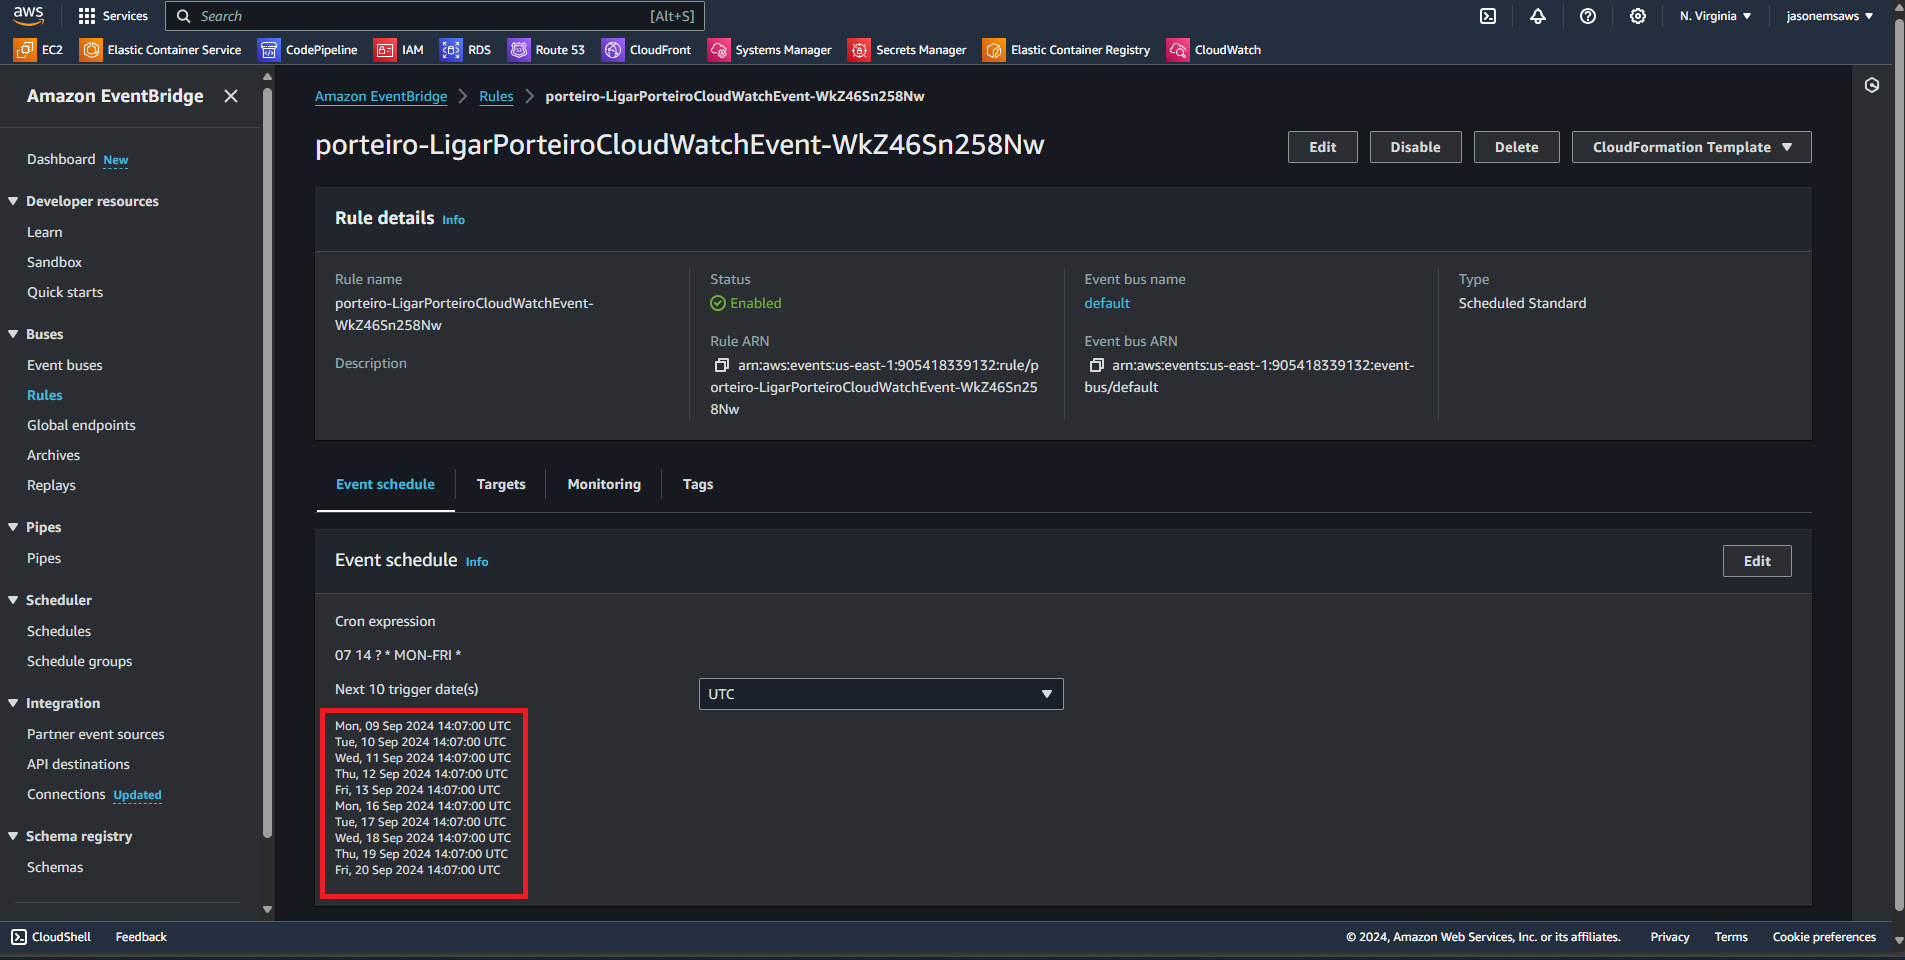 aws
Services
Search
[Alt+S]
N. Virginia
jasonemsaws
EC2
Elastic Container Service
CodePipeline
IAM
RDS
Route 53
CloudFront
Systems Manager
Secrets Manager
Elastic Container Registry
CloudWatch
Amazon EventBridge
Dashboard New
Developer resources
Learn
Sandbox
Quick starts
Buses
Event buses
Rules
Global endpoints
Archives
Replays
Pipes
Pipes
Scheduler
Schedules
Schedule groups
Integration
Partner event sources
API destinations
Connections Updated
Schema registry
Schemas
Amazon EventBridge
Rules
porteiro-LigarPorteiroCloudWatchEvent-WkZ46Sn258Nw
porteiro-LigarPorteiroCloudWatchEvent-WkZ46Sn258Nw
Edit
Disable
Delete
CloudFormation Template
Rule details Info
Rule name
porteiro-LigarPorteiroCloudWatchEvent-
WkZ46Sn258Nw
Description
Status
Enabled
Rule ARN
arn:aws:events:us-east-1:905418339132:rule/p
orteiro-LigarPorteiroCloudWatchEvent-WkZ46Sn25
8Nw
Event bus name
default
Event bus ARN
arn:aws:events:us-east-1:905418339132:event-
bus/default
Type
Scheduled Standard
Event schedule
Targets
Monitoring
Tags
Event schedule Info
Edit
Cron expression
07 14 ? * MON-FRI *
Next 10 trigger date(s)
UTC
Mon, 09 Sep 2024 14:07:00 UTC
Tue, 10 Sep 2024 14:07:00 UTC
Wed, 11 Sep 2024 14:07:00 UTC
Thu, 12 Sep 2024 14:07:00 UTC
Fri, 13 Sep 2024 14:07:00 UTC
Mon, 16 Sep 2024 14:07:00 UTC
Tue, 17 Sep 2024 14:07:00 UTC
Wed, 18 Sep 2024 14:07:00 UTC
Thu, 19 Sep 2024 14:07:00 UTC
Fri, 20 Sep 2024 14:07:00 UTC
CloudShell
Feedback
© 2024, Amazon Web Services, Inc. or its affiliates.
Privacy
Terms
Cookie preferences